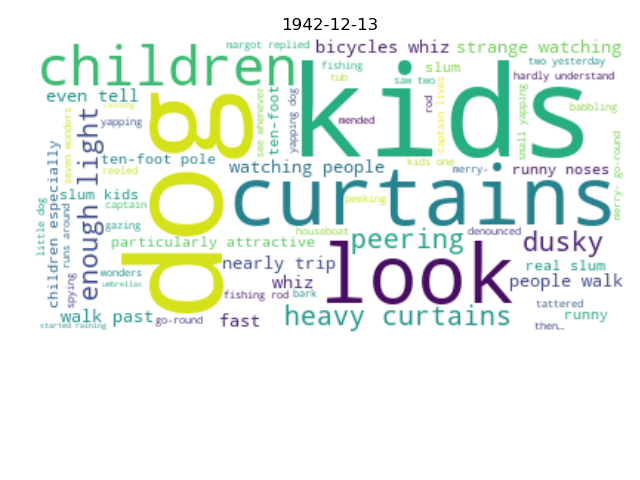 1942-12-13
margot replied
bicycles whiz
strange watching
children
fishing
tub
saw two
slum
two yesterday
hardly understand
even tell
raining
dog
see whenever
ten-foot
yapping dog
kids
rod
captain lives
small yapping
babbling
seven wonders
yapping
enough light
mended
merry- go-round
ten-foot pole
reeled
watching people
kids one
merry-
runny noses
children especially
slum kids
captain
curtains
peeking
little dog
runs around
gazing
houseboat
denounced
particularly attractive
peering
dusky
spying
wonders
umbrellas
nearly trip
look
real slum
whiz
people walk
fishing rod
bark
tattered
walk past
go-round
fast
heavy curtains
runny
started raining
then…